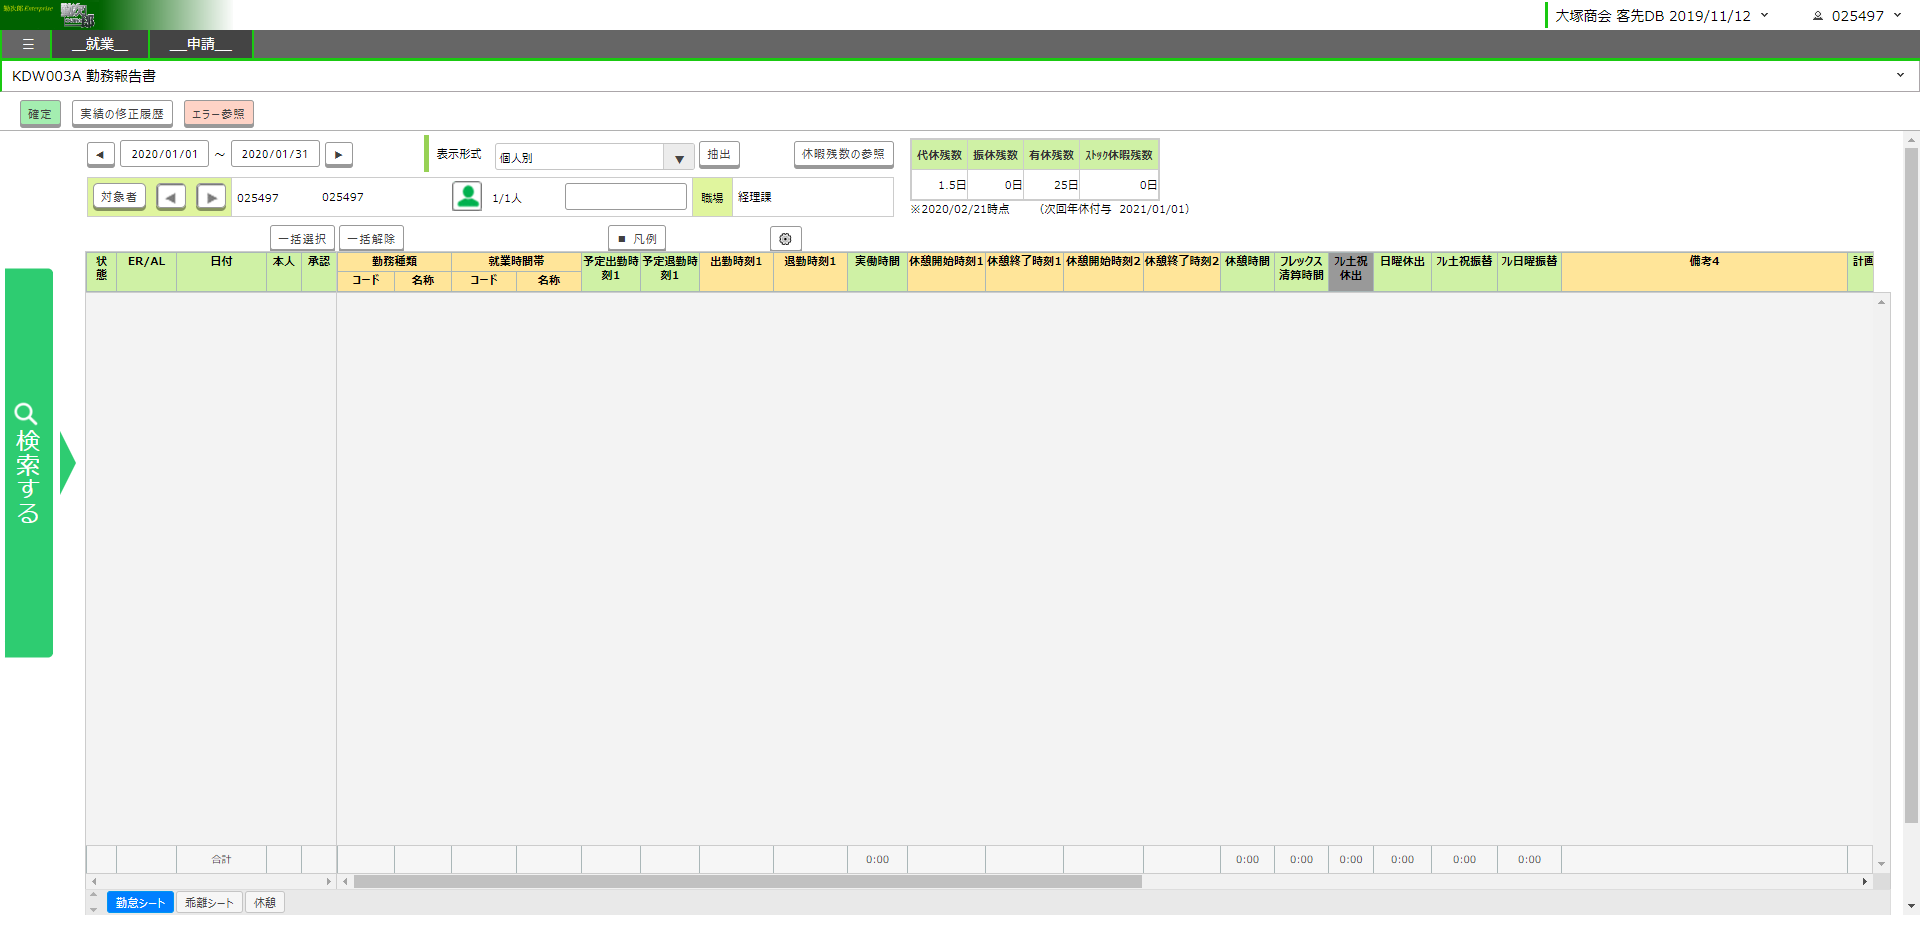 勤次郎Enterprise
大塚商会 客先DB 2019/11/12
025497
__就業__
__申請__
KDW003A 勤務報告書
確定
実績の修正履歴
エラー参照
◀ 2020/01/01 ～ 2020/01/31 ▶
表示形式
個人別
抽出
休暇残数の参照
代休残数 振休残数 有休残数 ｽﾄｯｸ休暇残数
1.5日 0日 25日 0日
※2020/02/21時点 （次回年休付与 2021/01/01）
対象者 ◀ ▶ 025497 025497
1/1人
職場 経理課
一括選択 一括解除
■ 凡例
状態 ER/AL 日付 本人 承認 勤務種類 就業時間帯 予定出勤時刻1 予定退勤時刻1 出勤時刻1 退勤時刻1 実働時間 休憩開始時刻1 休憩終了時刻1 休憩開始時刻2 休憩終了時刻2 休憩時間 フレックス清算時間 ﾌﾚ土祝休出 日曜休出 ﾌﾚ土祝振替 ﾌﾚ日曜振替 備考4 計画
コード 名称 コード 名称
検索する
合計 0:00 0:00 0:00 0:00 0:00 0:00 0:00
勤怠シート 乖離シート 休憩